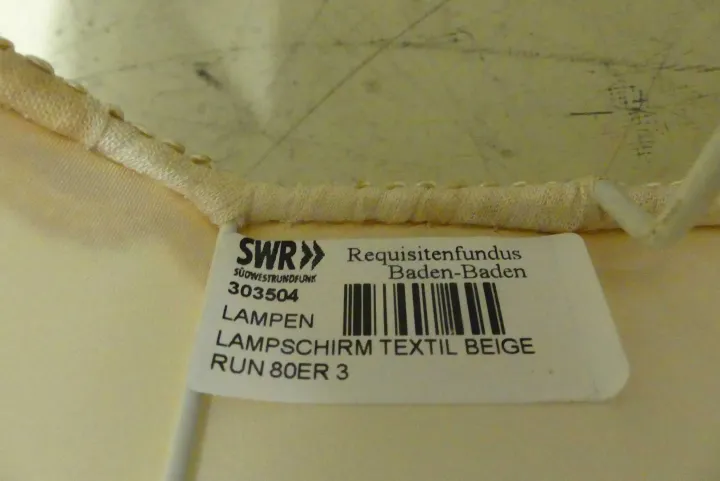 SWR» Requisitenfundus
SÜDWESTRUNDFUNK Baden-Baden
303504
LAMPEN
LAMPSCHIRM TEXTIL BEIGE
RUN 80ER 3